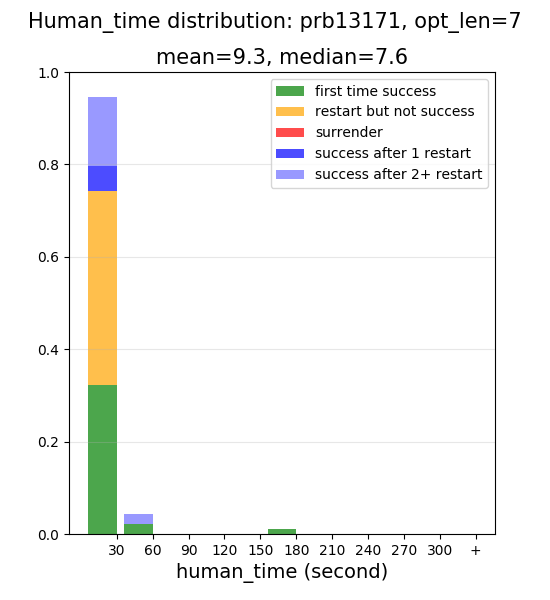 Human_time distribution: prb13171, opt_len=7
mean=9.3, median=7.6
first time success
restart but not success
surrender
success after 1 restart
success after 2+ restart
1.0
0.8
0.6
0.4
0.2
0.0
30 60 90 120 150 180 210 240 270 300 +
human_time (second)